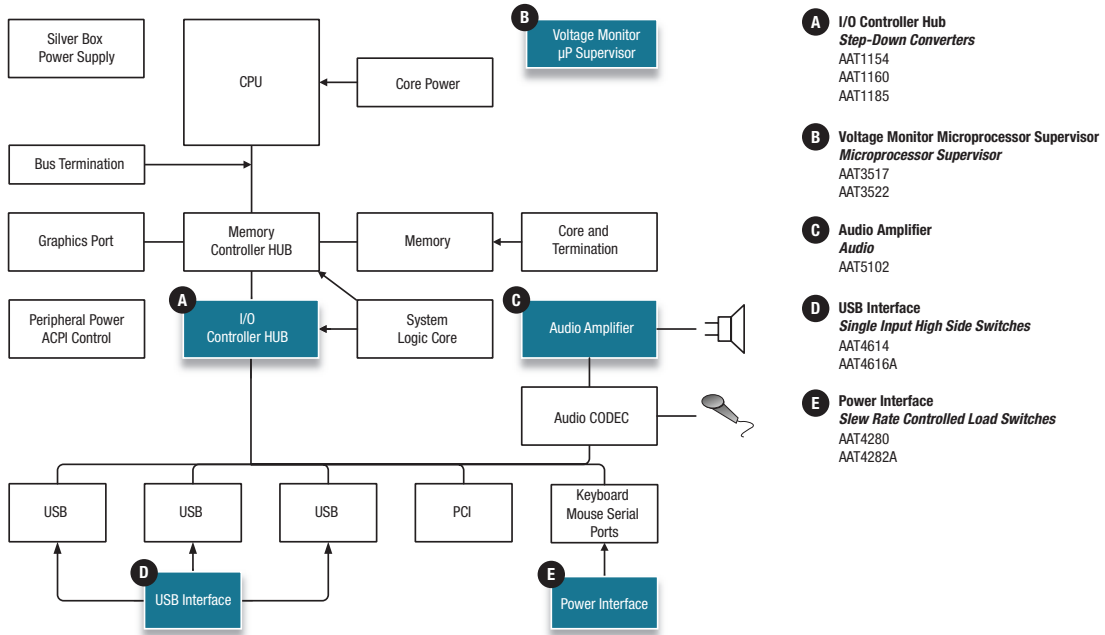 Silver Box
Power Supply
CPU
Core Power
B
Voltage Monitor
µP Supervisor
Bus Termination
Graphics Port
Memory
Controller HUB
Memory
Core and
Termination
Peripheral Power
ACPI Control
A
I/O
Controller HUB
System
Logic Core
C
Audio Amplifier
Audio CODEC
USB
USB
USB
PCI
Keyboard
Mouse Serial
Ports
D
USB Interface
E
Power Interface
A
I/O Controller Hub
Step-Down Converters
AAT1154
AAT1160
AAT1185
B
Voltage Monitor Microprocessor Supervisor
Microprocessor Supervisor
AAT3517
AAT3522
C
Audio Amplifier
Audio
AAT5102
D
USB Interface
Single Input High Side Switches
AAT4614
AAT4616A
E
Power Interface
Slew Rate Controlled Load Switches
AAT4280
AAT4282A